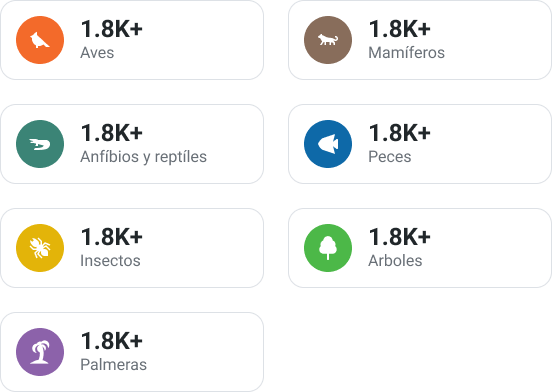 1.8K+
Aves
1.8K+
Mamíferos
1.8K+
Anfíbios y reptíles
1.8K+
Peces
1.8K+
Insectos
1.8K+
Arboles
1.8K+
Palmeras